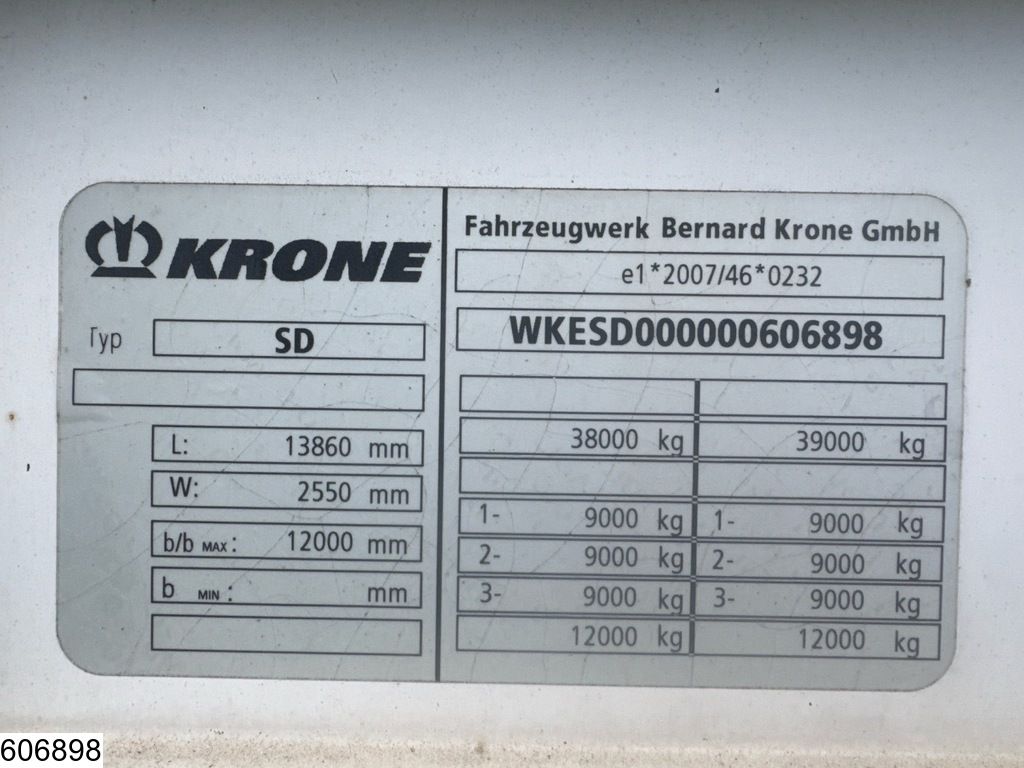 KRONE
Typ SD
L: 13860 mm
W: 2550 mm
b/b MAX: 12000 mm
b MIN: mm
Fahrzeugwerk Bernard Krone GmbH
e1*2007/46*0232
WKESD000000606898
38000 kg 39000 kg
1- 9000 kg 1- 9000 kg
2- 9000 kg 2- 9000 kg
3- 9000 kg 3- 9000 kg
12000 kg 12000 kg
606898